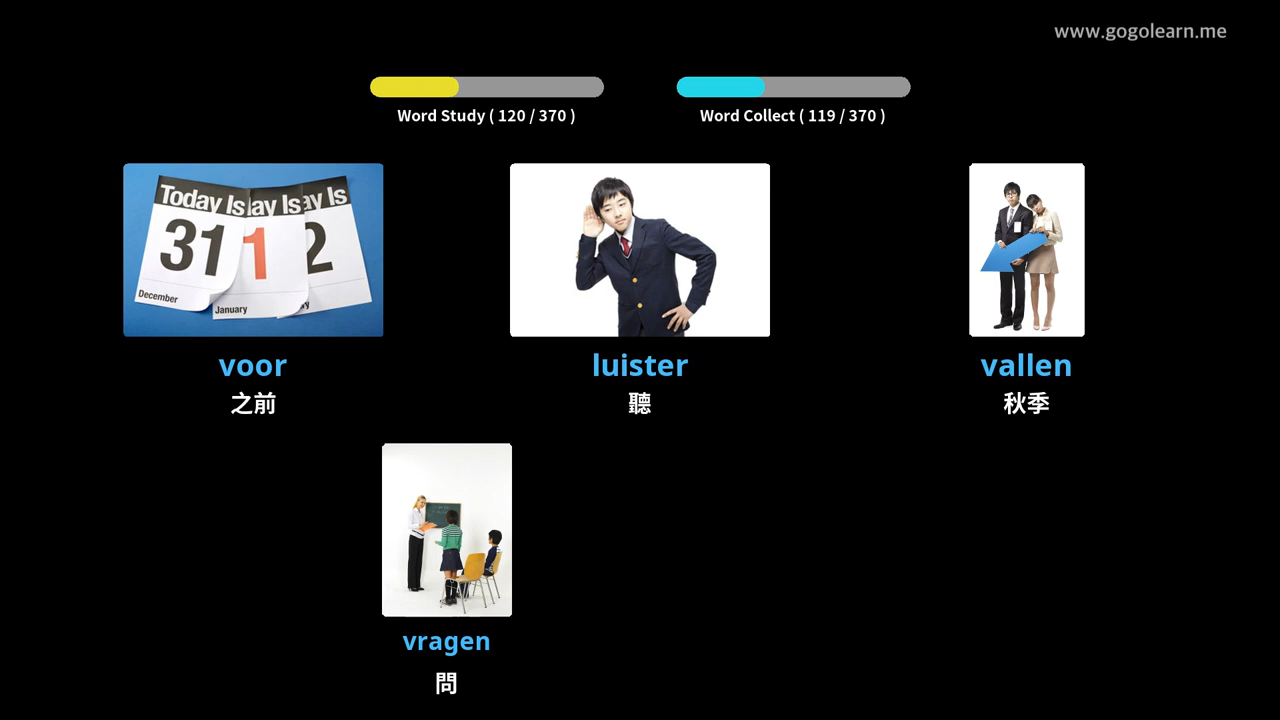 www.gogolearn.me
Word Study ( 120 / 370 )
Word Collect ( 119 / 370 )
Today Is
lay Is
ay Is
31
1
2
December
January
voor
之前
luister
聽
vallen
秋季
vragen
問